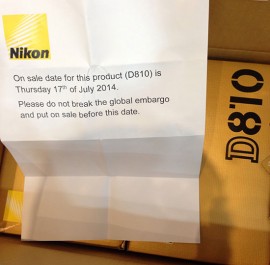 Nikon
On sale date for this product (D810) is
Thursday 17th of July 2014.
Please do not break the global embargo
and put on sale before this date.
D810